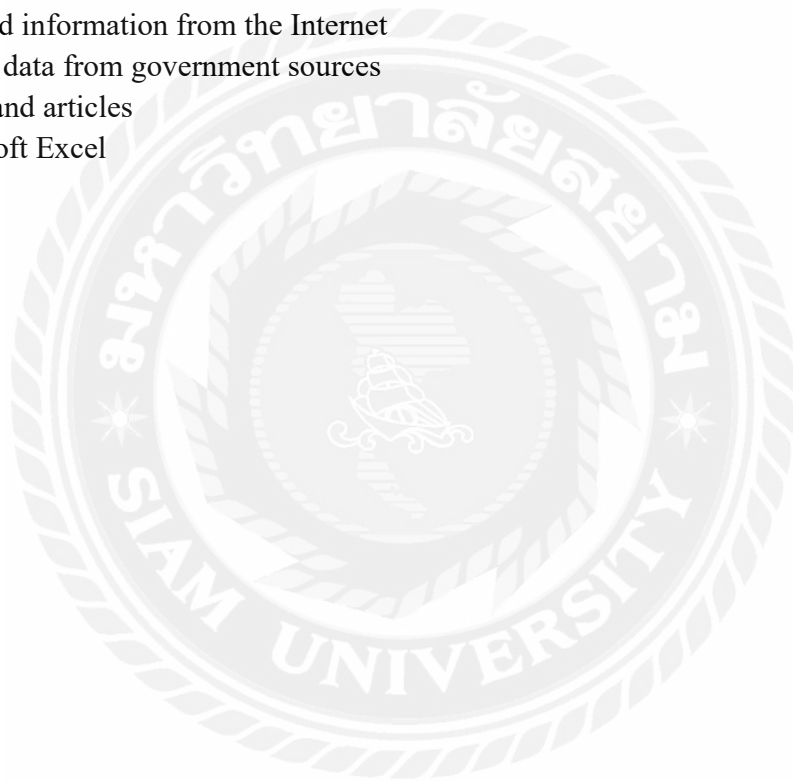 d information from the Internet
data from government sources
and articles
oft Excel
มหาวิทยาลัยสยาม
SIAM UNIVERSITY